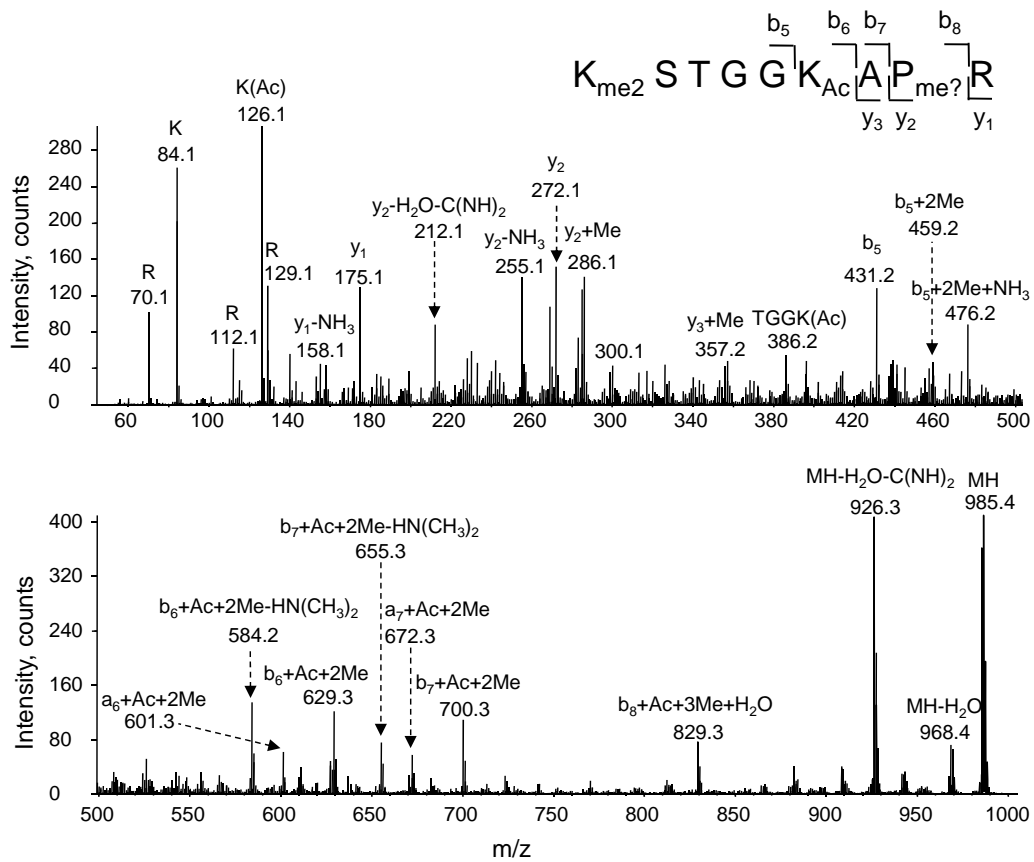 b5 b6 b7 b8
Kme2 S T G G KAc A Pme? R
y3 y2 y1
Intensity, counts
280
240
200
160
120
80
40
0
K
84.1
K(Ac)
126.1
R
70.1
R
112.1
R
129.1
y1-NH3
158.1
y1
175.1
y2-H2O-C(NH)2
212.1
y2-NH3
255.1
y2
272.1
y2+Me
286.1
300.1
y3+Me
357.2
TGGK(Ac)
386.2
b5
431.2
b5+2Me
459.2
b5+2Me+NH3
476.2
60 100 140 180 220 260 300 340 380 420 460 500
Intensity, counts
400
320
240
160
80
0
b6+Ac+2Me-HN(CH3)2
584.2
a6+Ac+2Me
601.3
b6+Ac+2Me
629.3
b7+Ac+2Me-HN(CH3)2
655.3
a7+Ac+2Me
672.3
b7+Ac+2Me
700.3
b8+Ac+3Me+H2O
829.3
MH-H2O-C(NH)2
926.3
MH-H2O
968.4
MH
985.4
500 550 600 650 700 750 800 850 900 950 1000
m/z